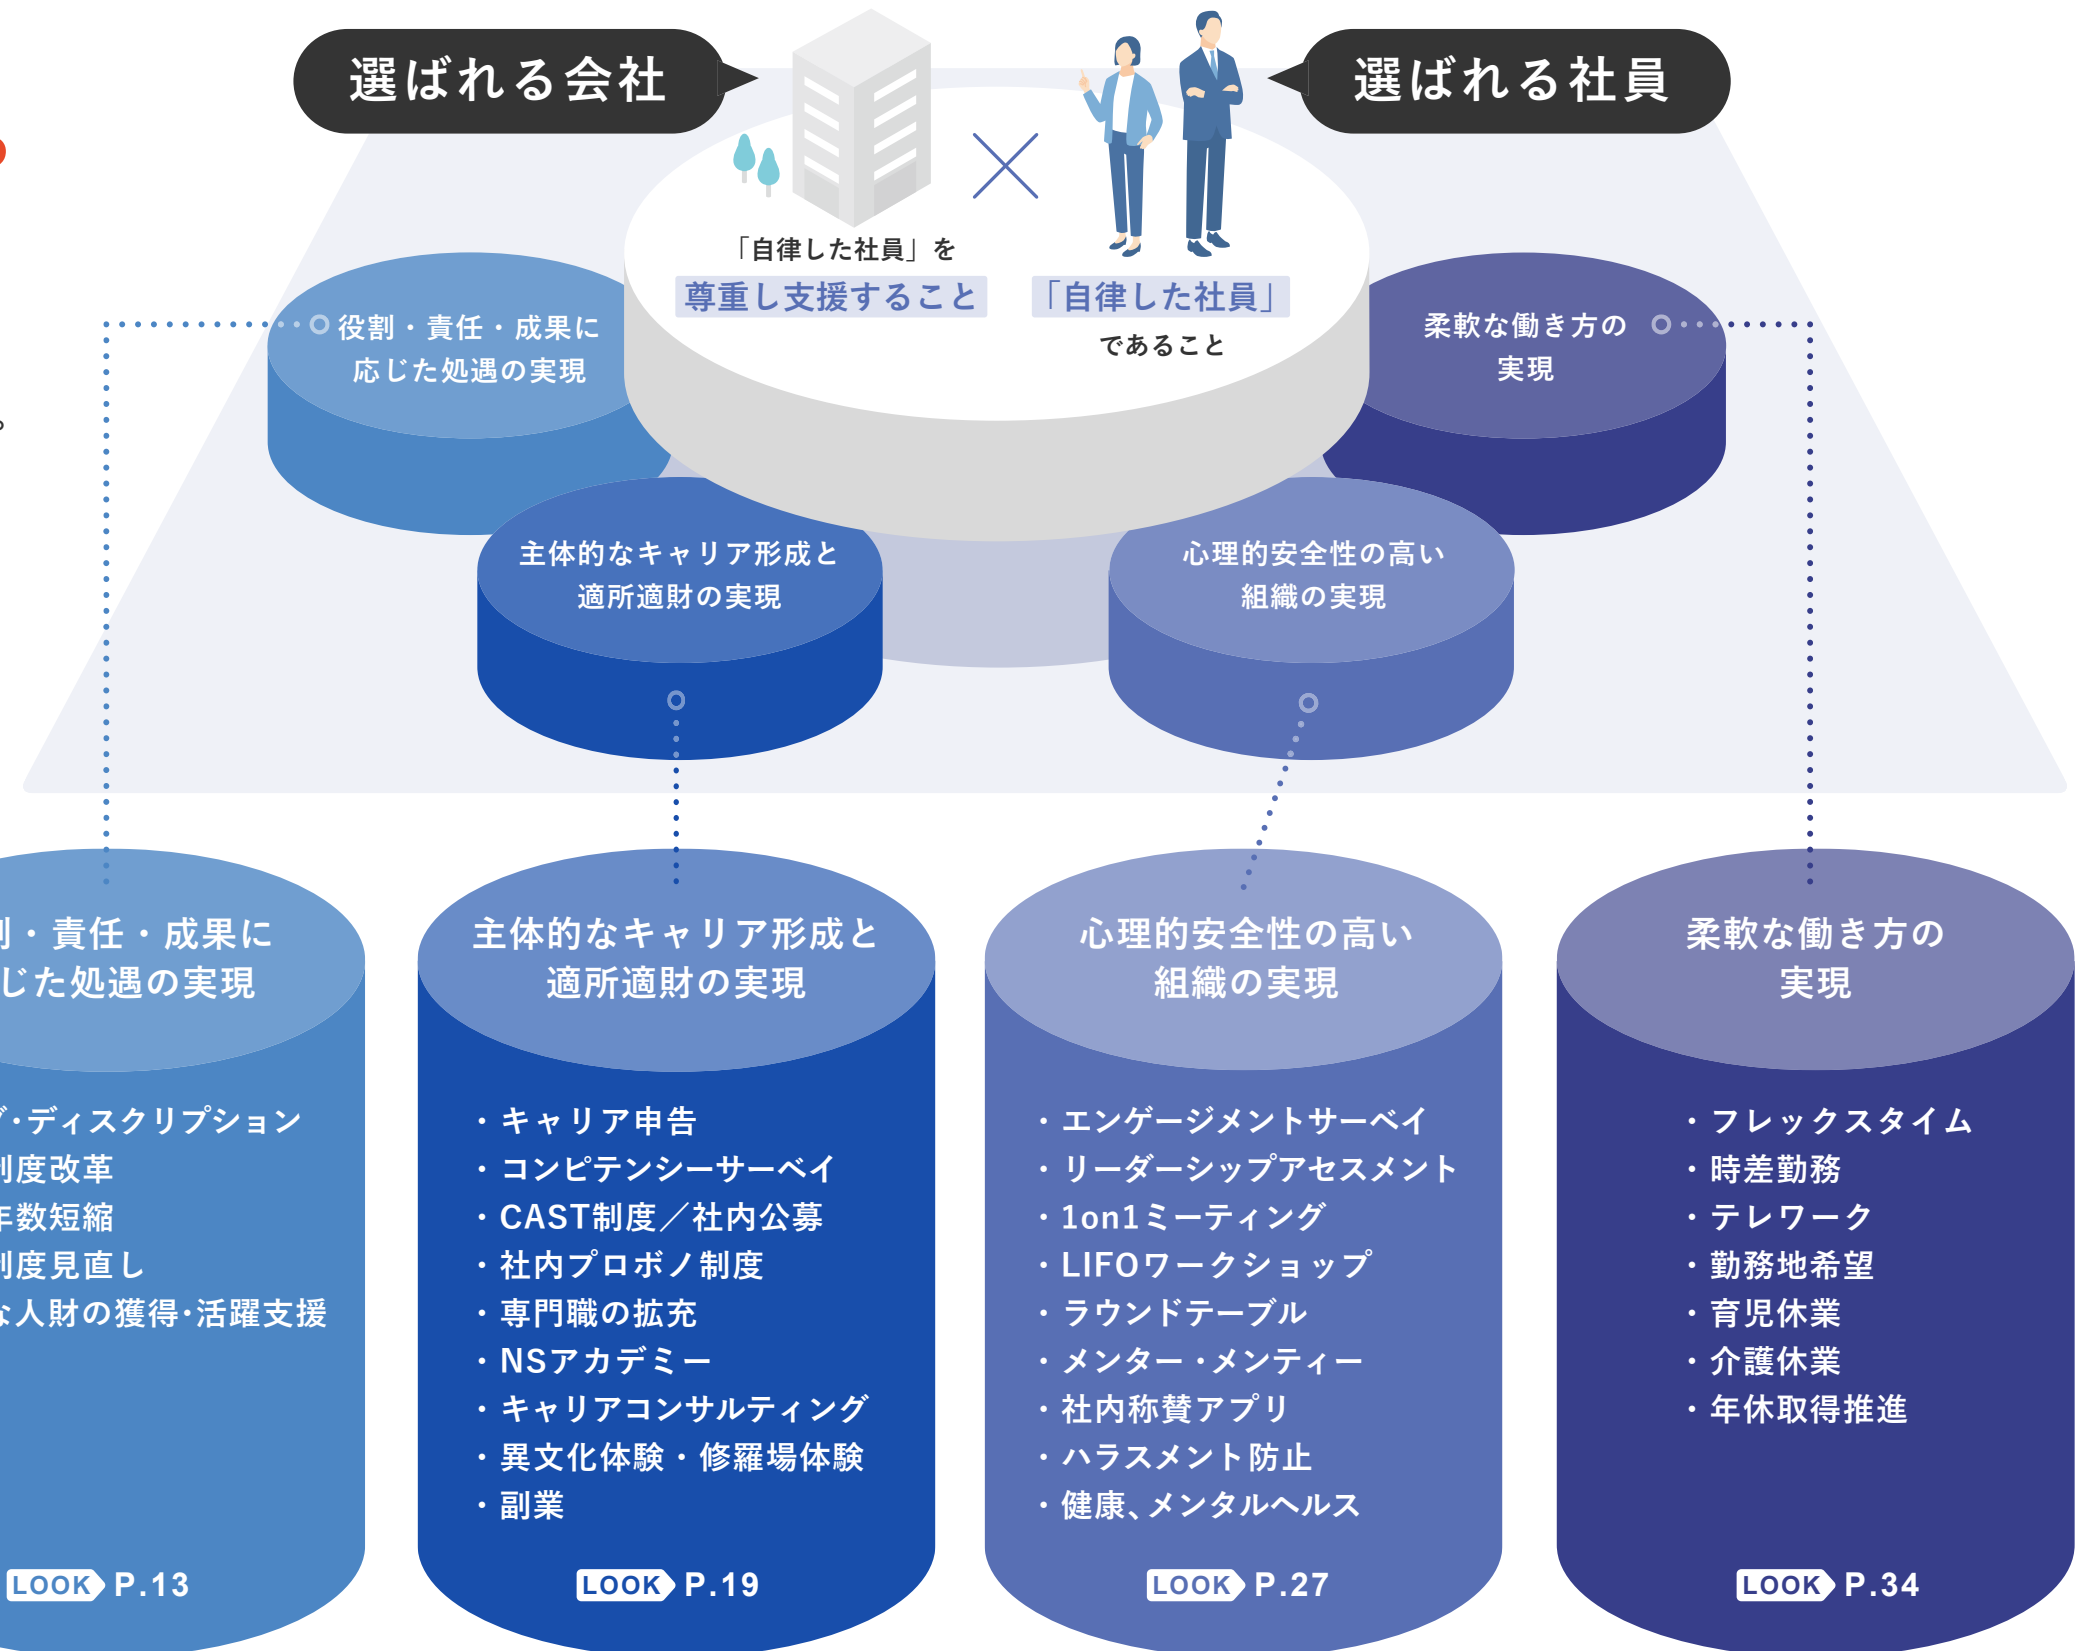 選ばれる会社
選ばれる社員
「自律した社員」を
尊重し支援すること
「自律した社員」
であること
役割・責任・成果に
応じた処遇の実現
柔軟な働き方の
実現
主体的なキャリア形成と
適所適財の実現
心理的安全性の高い
組織の実現
・責任・成果に
じた処遇の実現
・ディスクリプション
制度改革
年数短縮
制度見直し
な人財の獲得・活躍支援
LOOK P.13
主体的なキャリア形成と
適所適財の実現
・キャリア申告
・コンピテンシーサーベイ
・CAST制度／社内公募
・社内プロボノ制度
・専門職の拡充
・NSアカデミー
・キャリアコンサルティング
・異文化体験・修羅場体験
・副業
LOOK P.19
心理的安全性の高い
組織の実現
・エンゲージメントサーベイ
・リーダーシップアセスメント
・1on1ミーティング
・LIFOワークショップ
・ラウンドテーブル
・メンター・メンティー
・社内称賛アプリ
・ハラスメント防止
・健康、メンタルヘルス
LOOK P.27
柔軟な働き方の
実現
・フレックスタイム
・時差勤務
・テレワーク
・勤務地希望
・育児休業
・介護休業
・年休取得推進
LOOK P.34